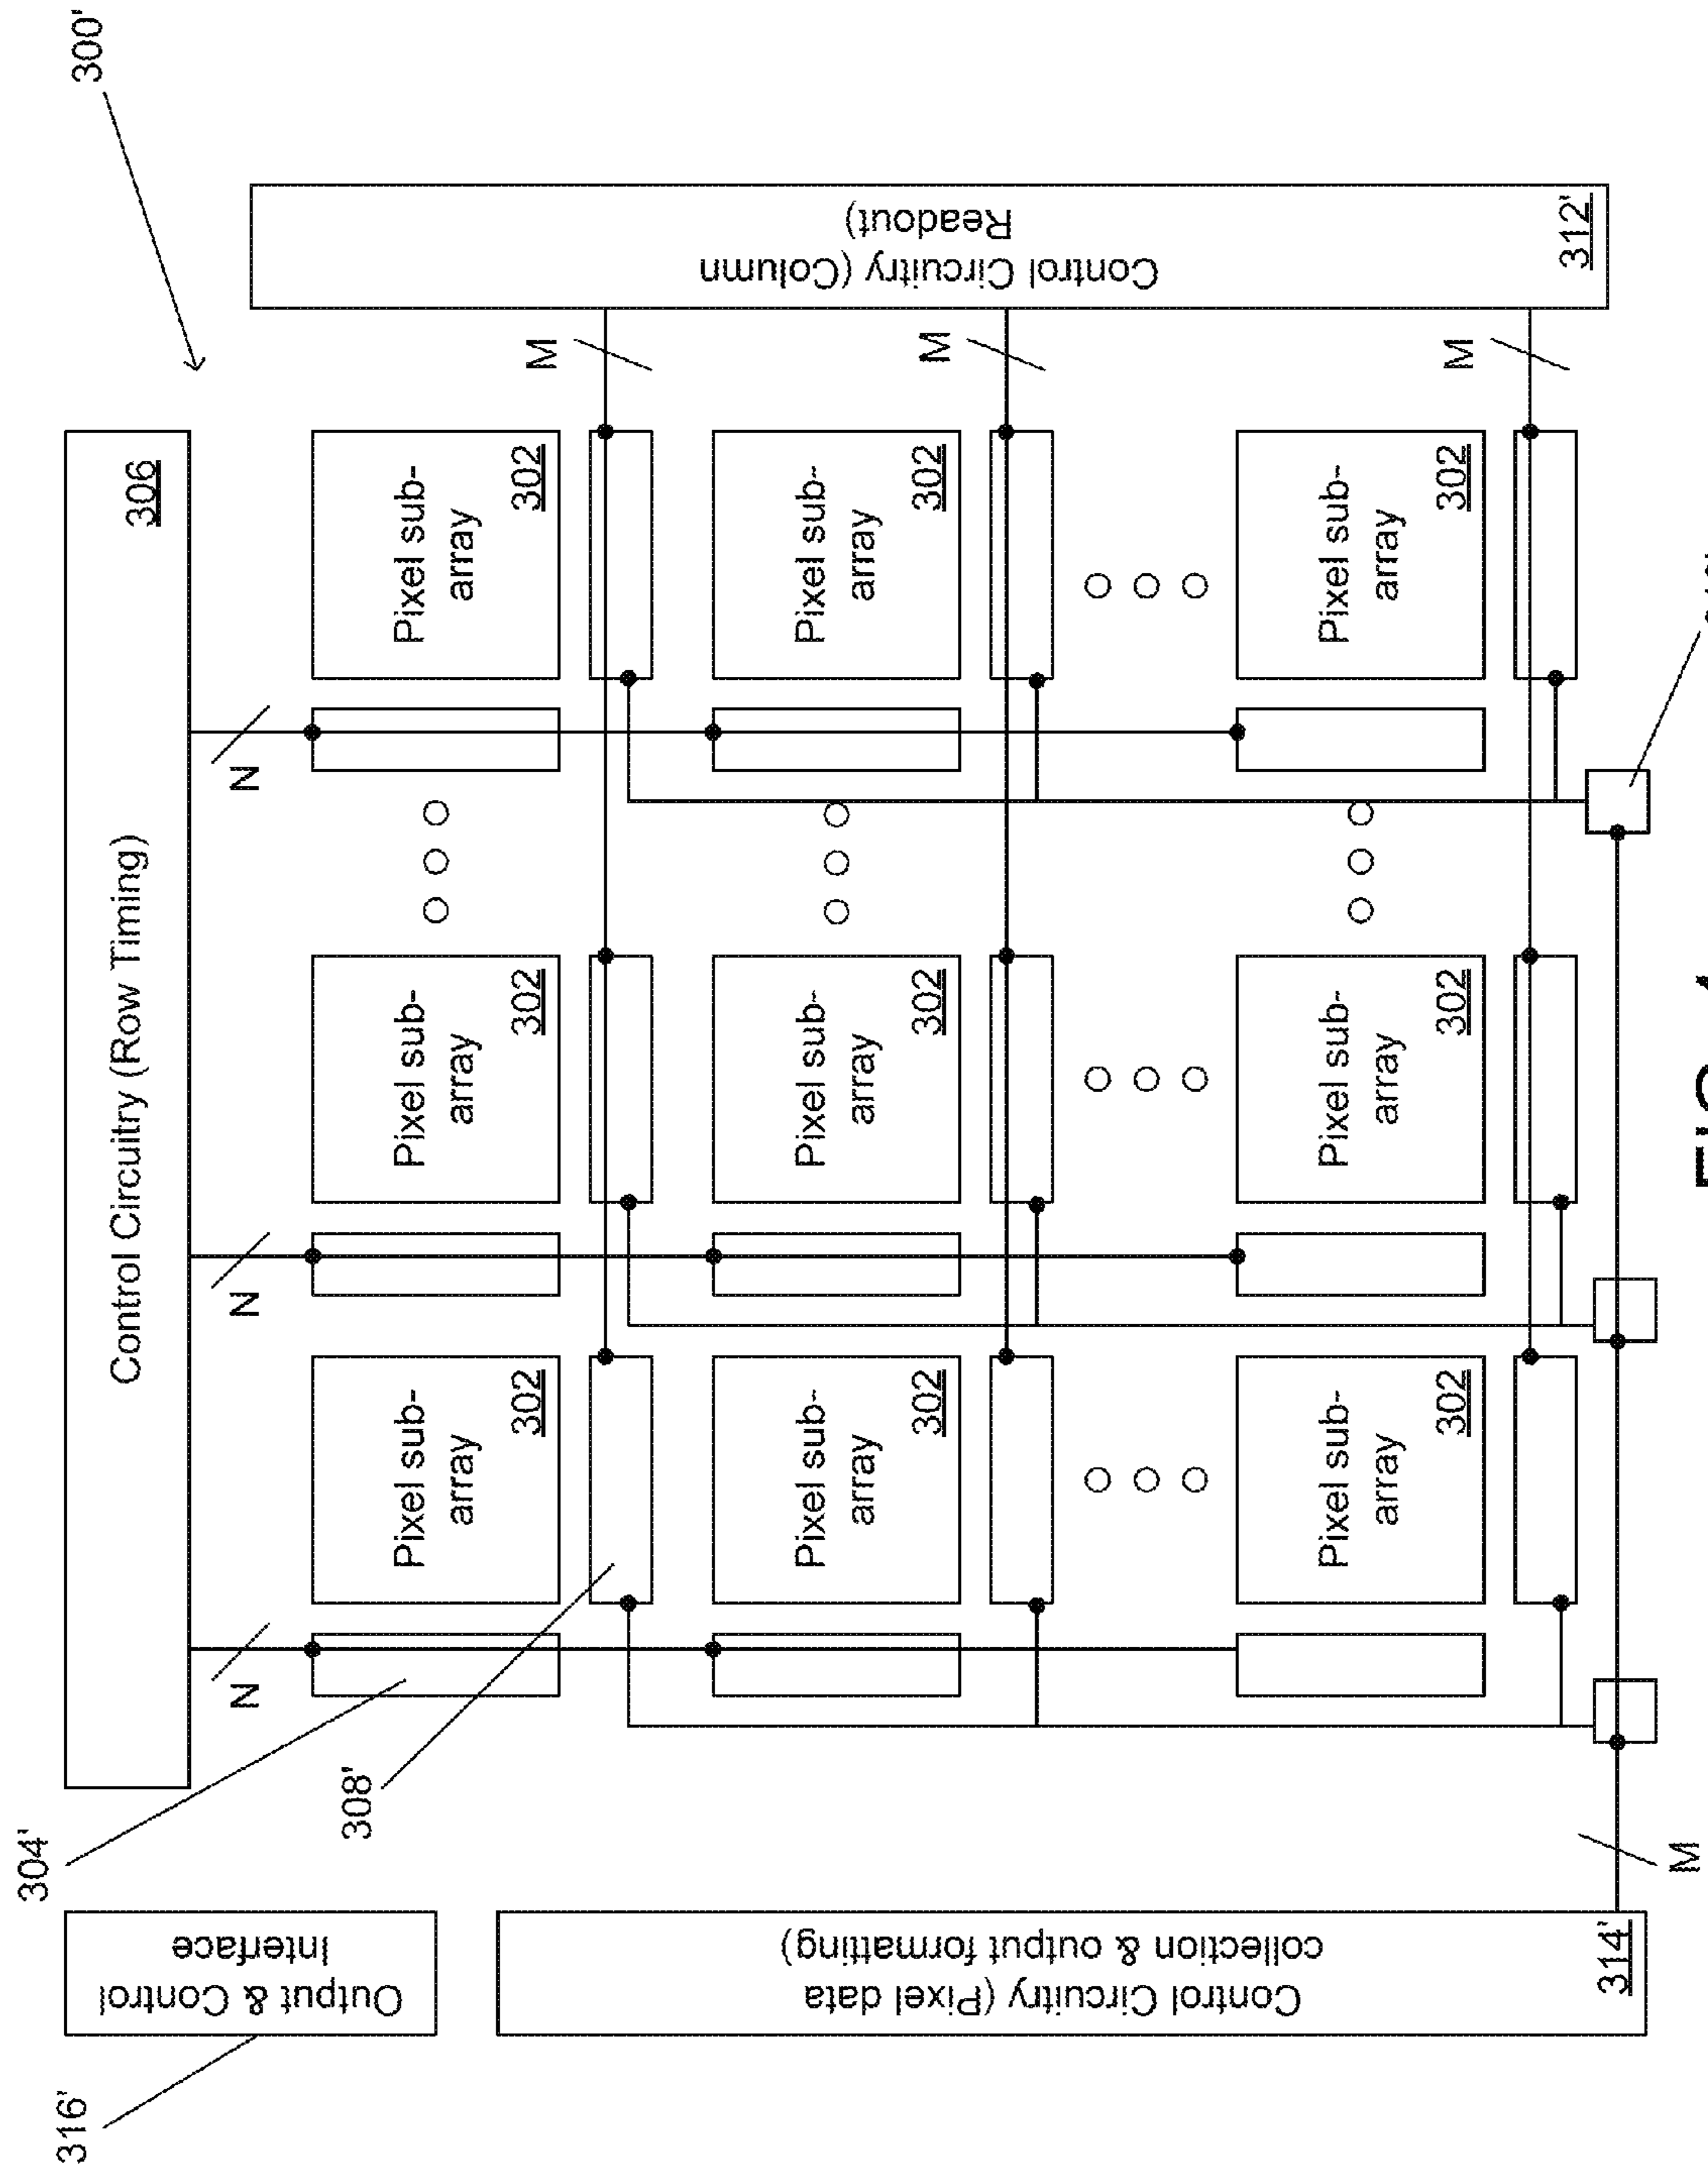 300'
306
Control Circuitry (Row Timing)
N
N
N
304'
308'
316'
Output & Control
Interface
Control Circuitry (Pixel data
collection & output formatting)
314'
Control Circuitry (Column
Readout)
312'
Pixel sub-
array
302
Pixel sub-
array
302
Pixel sub-
array
302
M
Pixel sub-
array
302
Pixel sub-
array
302
Pixel sub-
array
302
M
Pixel sub-
array
302
Pixel sub-
array
302
Pixel sub-
array
302
M
M